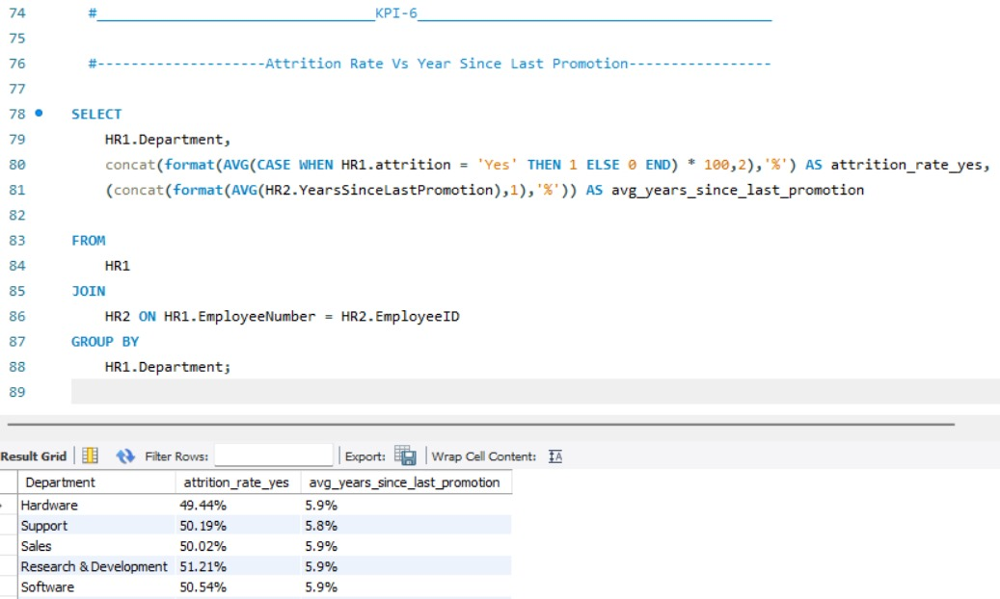 74 #_________________________________KPI-6__________________________________________
75
76 #--------------------Attrition Rate Vs Year Since Last Promotion-----------------
77
78 SELECT
79 HR1.Department,
80 concat(format(AVG(CASE WHEN HR1.attrition = 'Yes' THEN 1 ELSE 0 END) * 100,2),'%') AS attrition_rate_yes,
81 (concat(format(AVG(HR2.YearsSinceLastPromotion),1),'%')) AS avg_years_since_last_promotion
82
83 FROM
84 HR1
85 JOIN
86 HR2 ON HR1.EmployeeNumber = HR2.EmployeeID
87 GROUP BY
88 HR1.Department;
89
Result Grid Filter Rows: Export: Wrap Cell Content: IA
Department attrition_rate_yes avg_years_since_last_promotion
Hardware 49.44% 5.9%
Support 50.19% 5.8%
Sales 50.02% 5.9%
Research & Development 51.21% 5.9%
Software 50.54% 5.9%